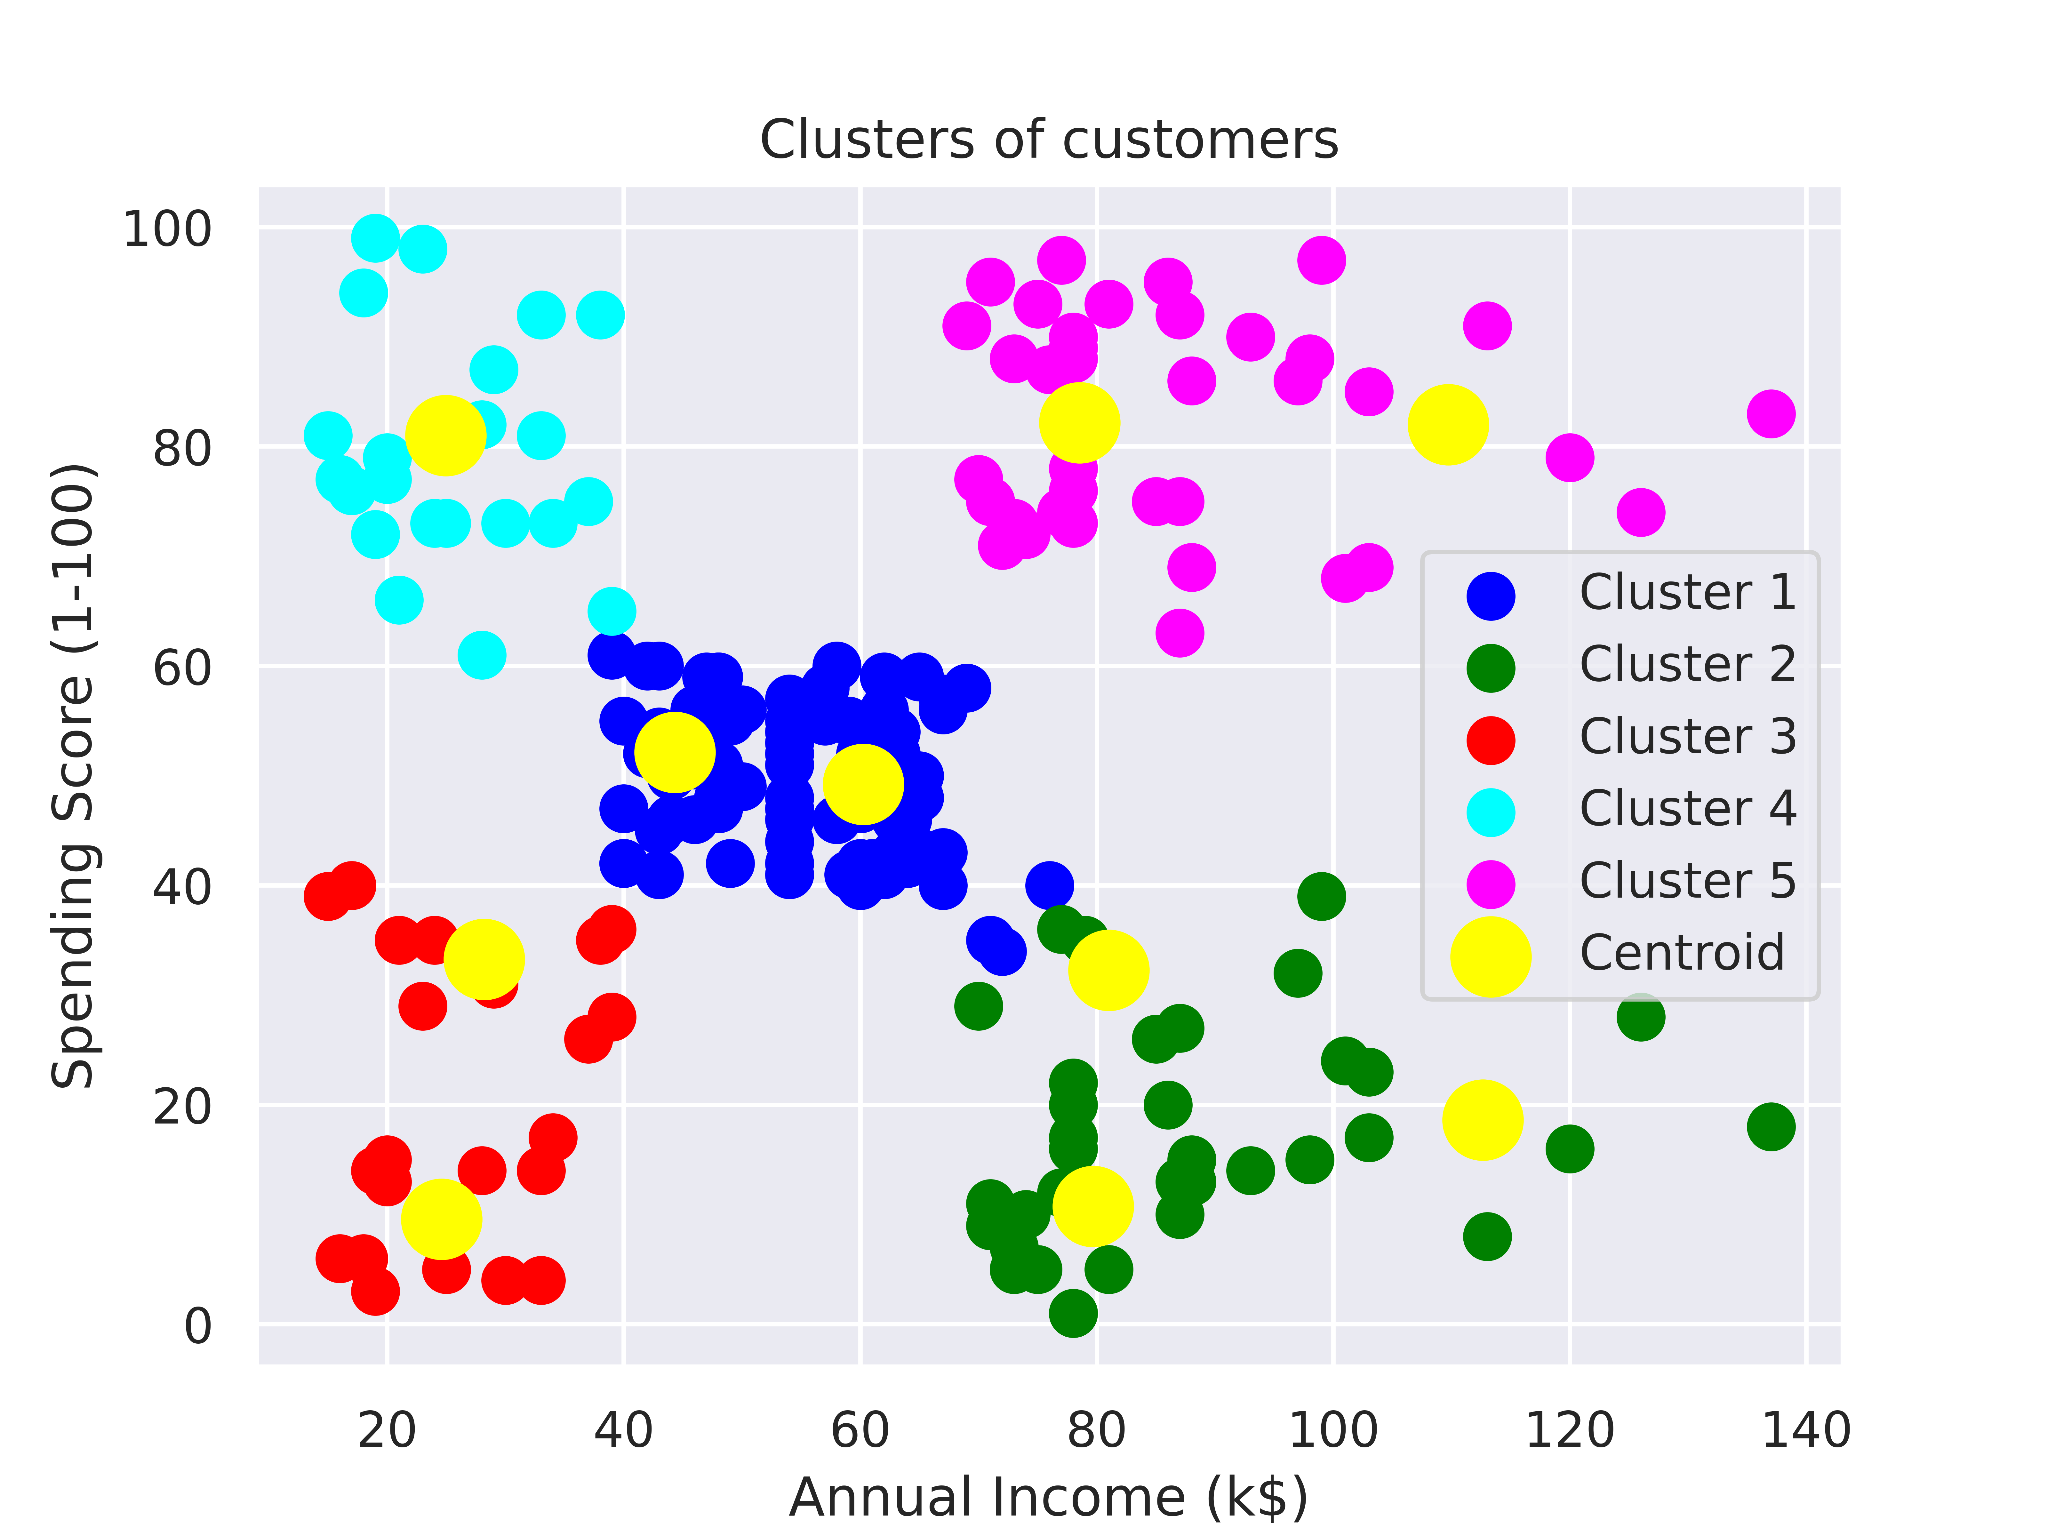 Clusters of customers
100
80
60
40
20
0
Spending Score (1-100)
Cluster 1
Cluster 2
Cluster 3
Cluster 4
Cluster 5
Centroid
20 40 60 80 100 120 140
Annual Income (k$)